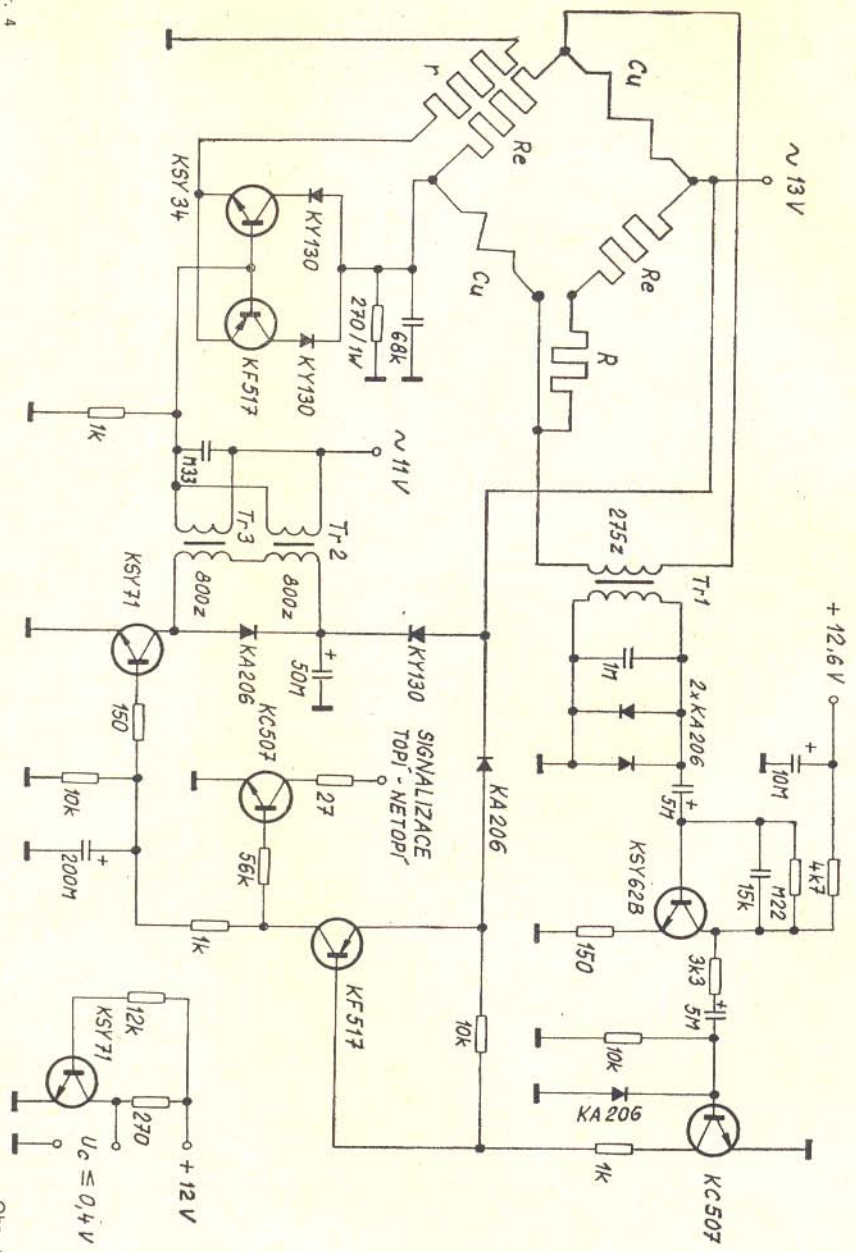 ~ 13 V
Cu
Re
r
Re
Cu
R
KSY34
KY130
KF517
KY130
270/1W
68k
1k
M33
~ 11 V
Tr3
Tr2
800z
800z
275z
Tr1
1M
2×KA206
+ 12,6 V
10M
+
5M
+
4k7
M22
15k
KSY62B
150
3k3
5M
+
10k
KA206
KC507
1k
KSY71
KA206
50M
+
KY130
KA206
SIGNALIZACE
TOPÍ - NETOPÍ
KC507
27
56k
150
10k
200M
+
1k
KF517
10k
12k
KSY71
270
+ 12 V
Uc ≤ 0,4 V
. 4